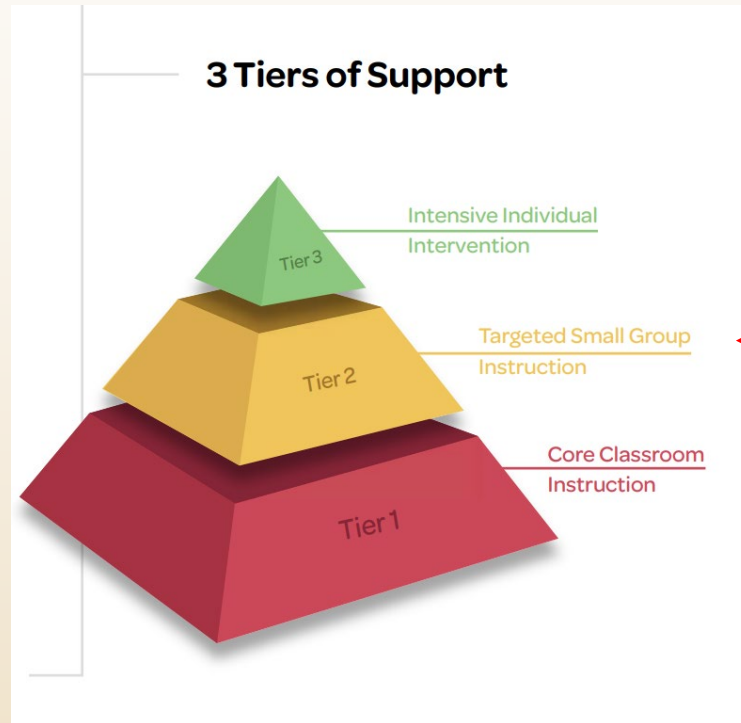 3 Tiers of Support
Intensive Individual
Intervention
Tier 3
Targeted Small Group
Instruction
Tier 2
Core Classroom
Instruction
Tier 1